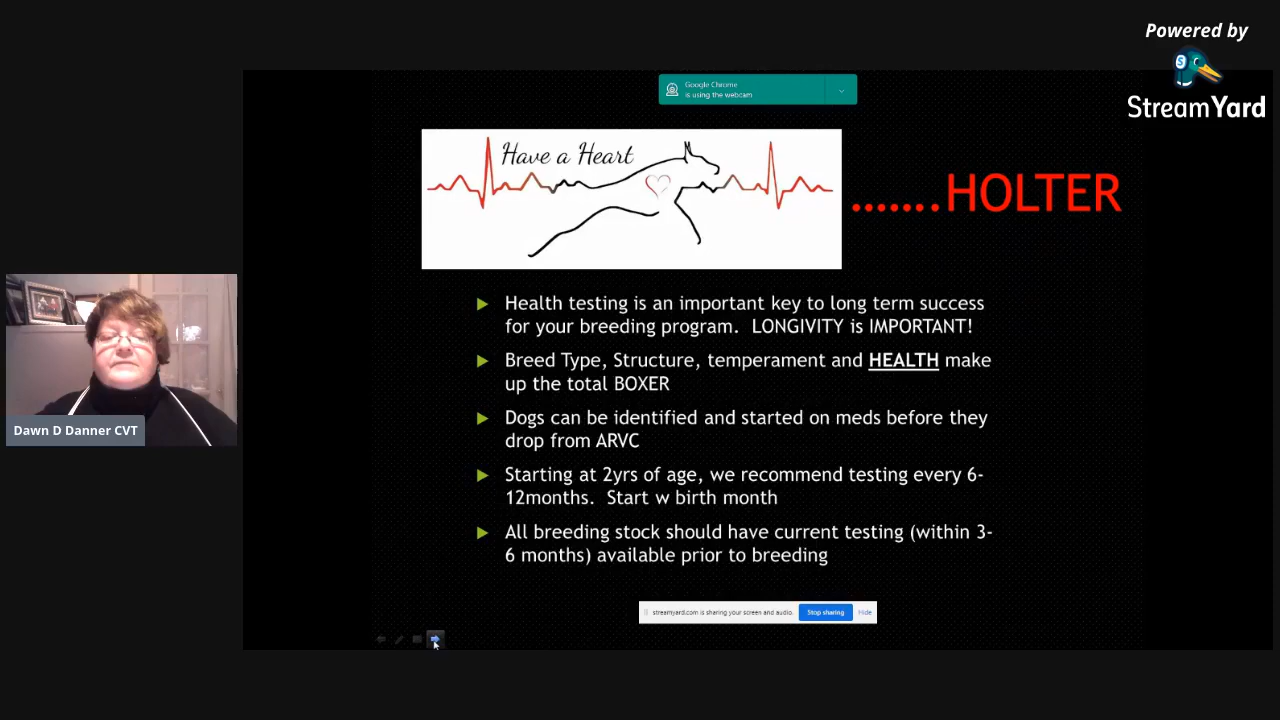 Powered by
StreamYard
Google Chrome
is using the webcam
Have a Heart
.......HOLTER
Health testing is an important key to long term success
for your breeding program. LONGIVITY is IMPORTANT!
Breed Type, Structure, temperament and HEALTH make
up the total BOXER
Dogs can be identified and started on meds before they
drop from ARVC
Starting at 2yrs of age, we recommend testing every 6-
12months. Start w birth month
All breeding stock should have current testing (within 3-
6 months) available prior to breeding
Dawn D Danner CVT
streamyard.com is sharing your screen and audio.
Stop sharing
Hide